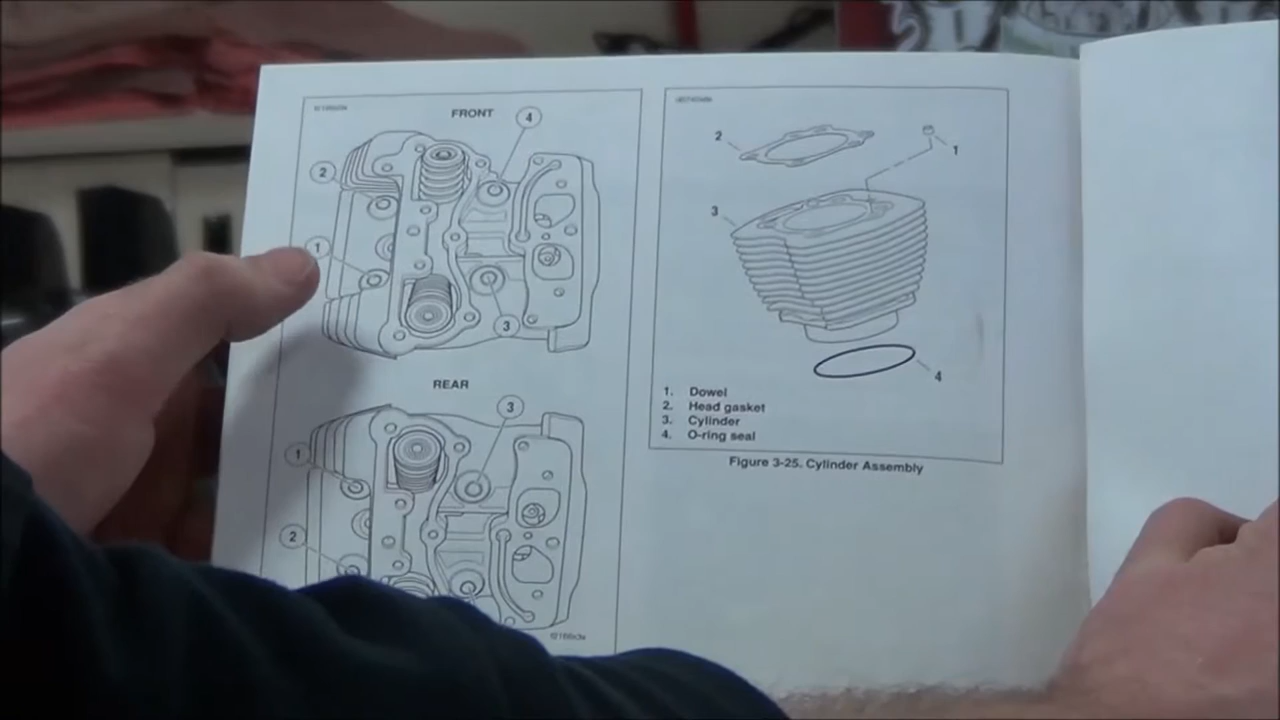 FRONT
4
2
1
3
REAR
3
1
2
2
1
3
4
1. Dowel
2. Head gasket
3. Cylinder
4. O-ring seal
Figure 3-25. Cylinder Assembly